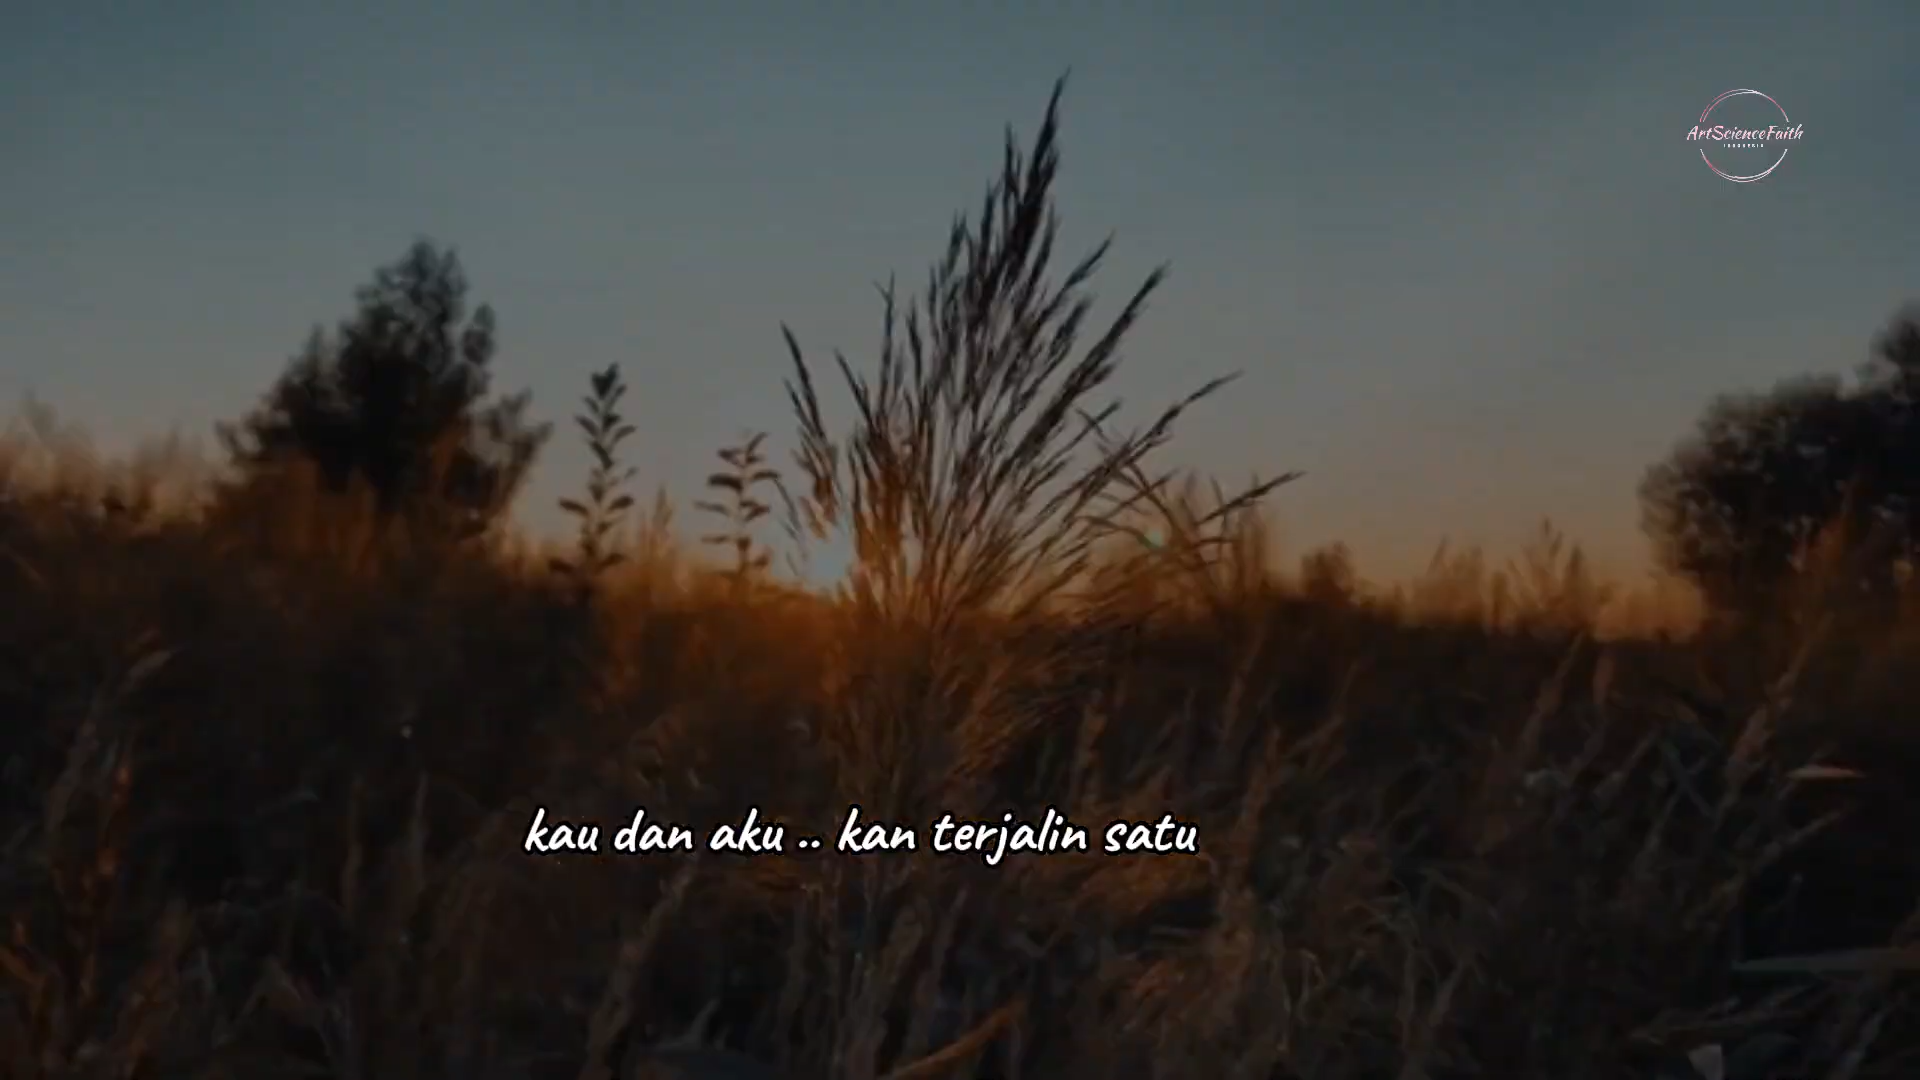 ArtScienceFaith
kau dan aku .. kan terjalin satu